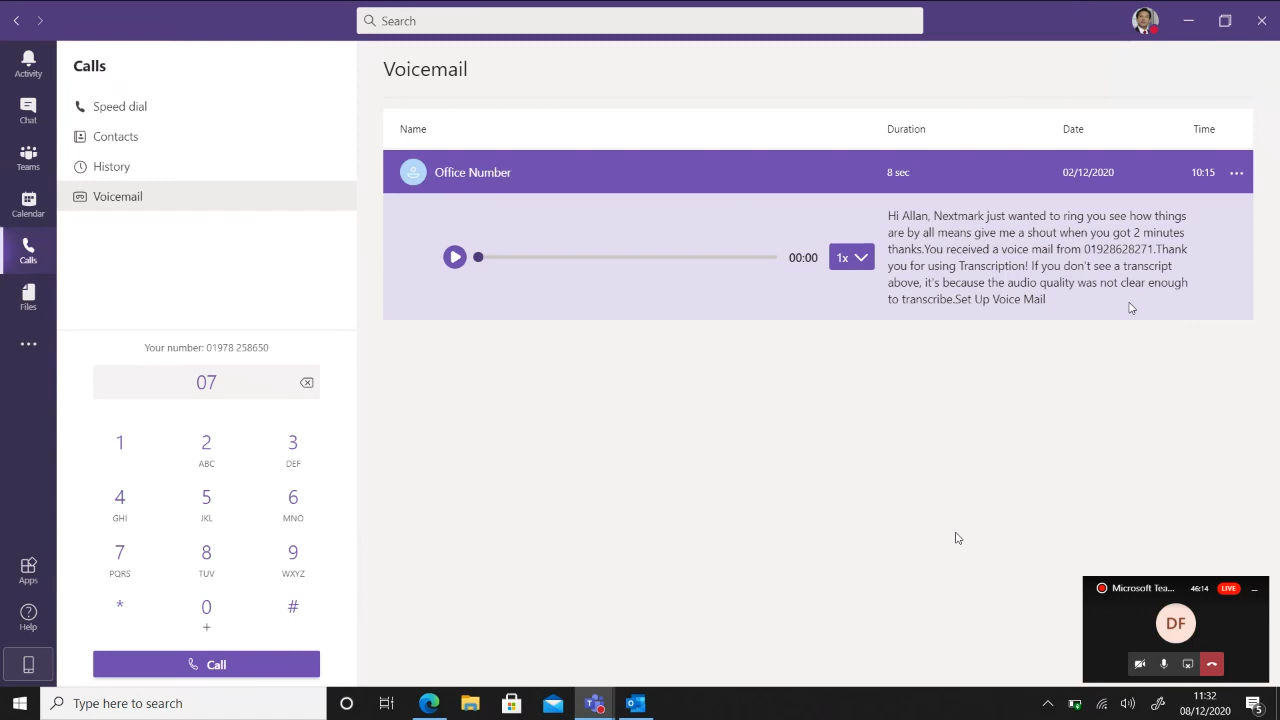 Search
Activity
Chat
Teams
Calendar
Calls
Files
Apps
Help
Calls
Speed dial
Contacts
History
Voicemail
Your number: 01978 258650
07
1 2 3
ABC DEF
4 5 6
GHI JKL MNO
7 8 9
PQRS TUV WXYZ
* 0 #
+
Call
Voicemail
Name Duration Date Time
Office Number 8 sec 02/12/2020 10:15
00:00 1x
Hi Allan, Nextmark just wanted to ring you see how things
are by all means give me a shout when you got 2 minutes
thanks.You received a voice mail from 01928628271.Thank
you for using Transcription! If you don't see a transcript
above, it's because the audio quality was not clear enough
to transcribe.Set Up Voice Mail
Microsoft Tea... 46:14 LIVE
DF
Type here to search
11:32
08/12/2020
5